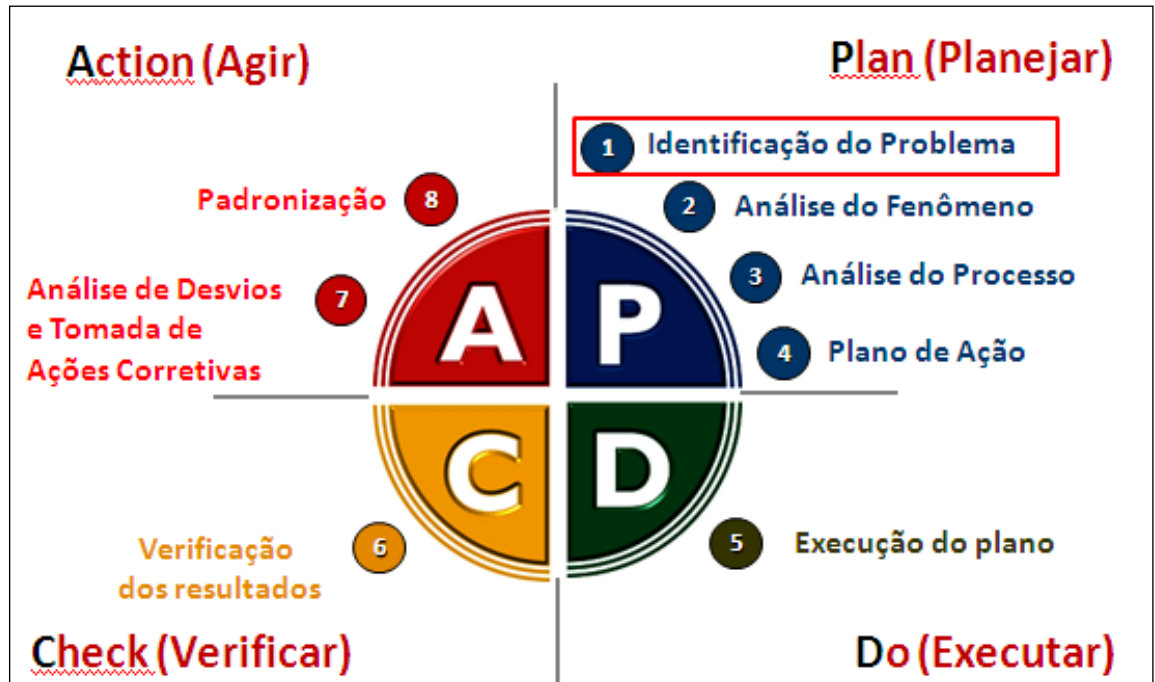 Action (Agir)
Plan (Planejar)
1 Identificação do Problema
2 Análise do Fenômeno
3 Análise do Processo
4 Plano de Ação
8 Padronização
7 Análise de Desvios
e Tomada de
Ações Corretivas
A P
C D
5 Execução do plano
6 Verificação
dos resultados
Check (Verificar)
Do (Executar)